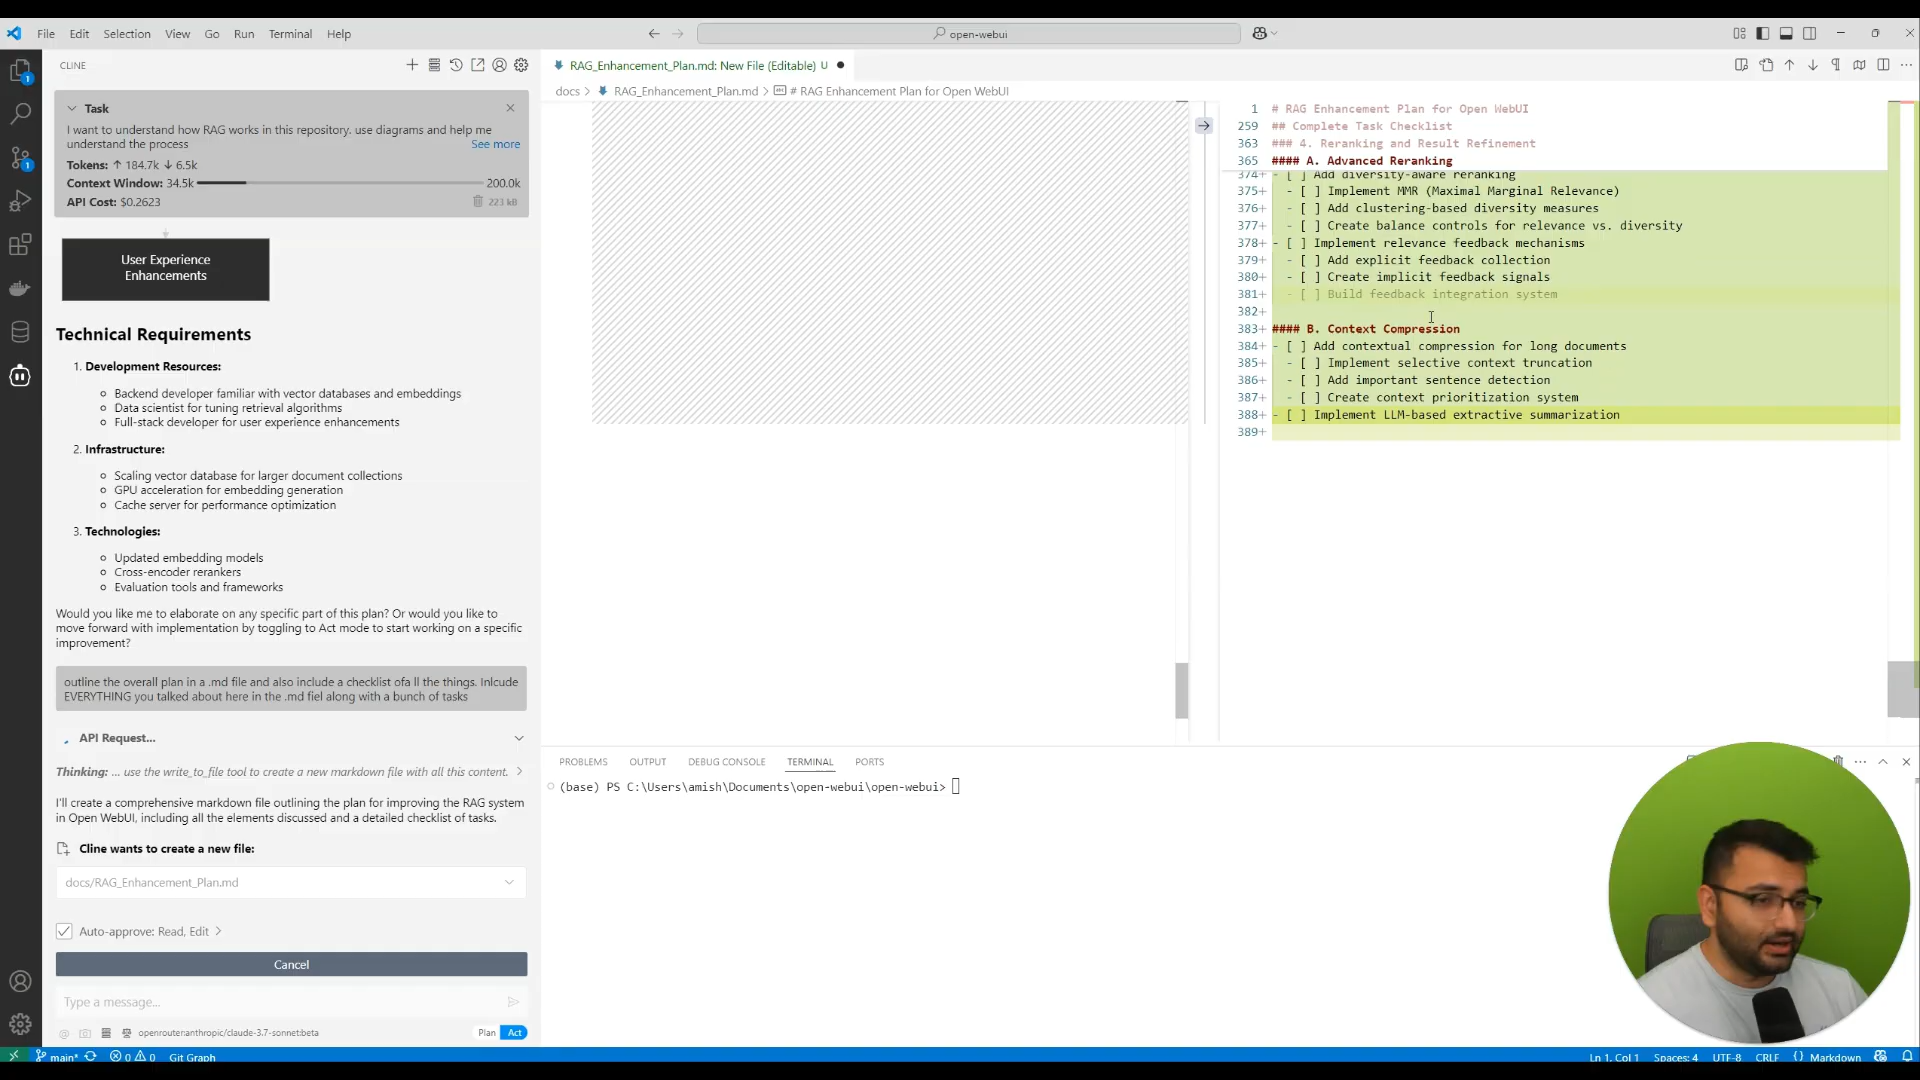 File Edit Selection View Go Run Terminal Help
open-webui
CLINE
Task
I want to understand how RAG works in this repository. use diagrams and help me
understand the process
See more
Tokens: ↑ 184.7k ↓ 6.5k
Context Window: 34.5k 200.0k
API Cost: $0.2623
223 kB
User Experience
Enhancements
Technical Requirements
1. Development Resources:
Backend developer familiar with vector databases and embeddings
Data scientist for tuning retrieval algorithms
Full-stack developer for user experience enhancements
2. Infrastructure:
Scaling vector database for larger document collections
GPU acceleration for embedding generation
Cache server for performance optimization
3. Technologies:
Updated embedding models
Cross-encoder rerankers
Evaluation tools and frameworks
Would you like me to elaborate on any specific part of this plan? Or would you like to
move forward with implementation by toggling to Act mode to start working on a specific
improvement?
outline the overall plan in a .md file and also include a checklist ofa ll the things. Inlcude
EVERYTHING you talked about here in the .md fiel along with a bunch of tasks
API Request...
Thinking: ... use the write_to_file tool to create a new markdown file with all this content.
I'll create a comprehensive markdown file outlining the plan for improving the RAG system
in Open WebUI, including all the elements discussed and a detailed checklist of tasks.
Cline wants to create a new file:
docs/RAG_Enhancement_Plan.md
Auto-approve: Read, Edit
Cancel
Type a message...
openrouter:anthropic/claude-3.7-sonnet:beta
Plan Act
RAG_Enhancement_Plan.md: New File (Editable) U
docs > RAG_Enhancement_Plan.md > # RAG Enhancement Plan for Open WebUI
1 # RAG Enhancement Plan for Open WebUI
259 ## Complete Task Checklist
363 ### 4. Reranking and Result Refinement
365 #### A. Advanced Reranking
374+ - [ ] Add diversity-aware reranking
375+ - [ ] Implement MMR (Maximal Marginal Relevance)
376+ - [ ] Add clustering-based diversity measures
377+ - [ ] Create balance controls for relevance vs. diversity
378+ - [ ] Implement relevance feedback mechanisms
379+ - [ ] Add explicit feedback collection
380+ - [ ] Create implicit feedback signals
381+ - [ ] Build feedback integration system
382+
383+ #### B. Context Compression
384+ - [ ] Add contextual compression for long documents
385+ - [ ] Implement selective context truncation
386+ - [ ] Add important sentence detection
387+ - [ ] Create context prioritization system
388+ - [ ] Implement LLM-based extractive summarization
389+
PROBLEMS OUTPUT DEBUG CONSOLE TERMINAL PORTS
(base) PS C:\Users\amish\Documents\open-webui\open-webui>
main* 0 0 Git Graph
Ln 1, Col 1 Spaces: 4 UTF-8 CRLF {} Markdown